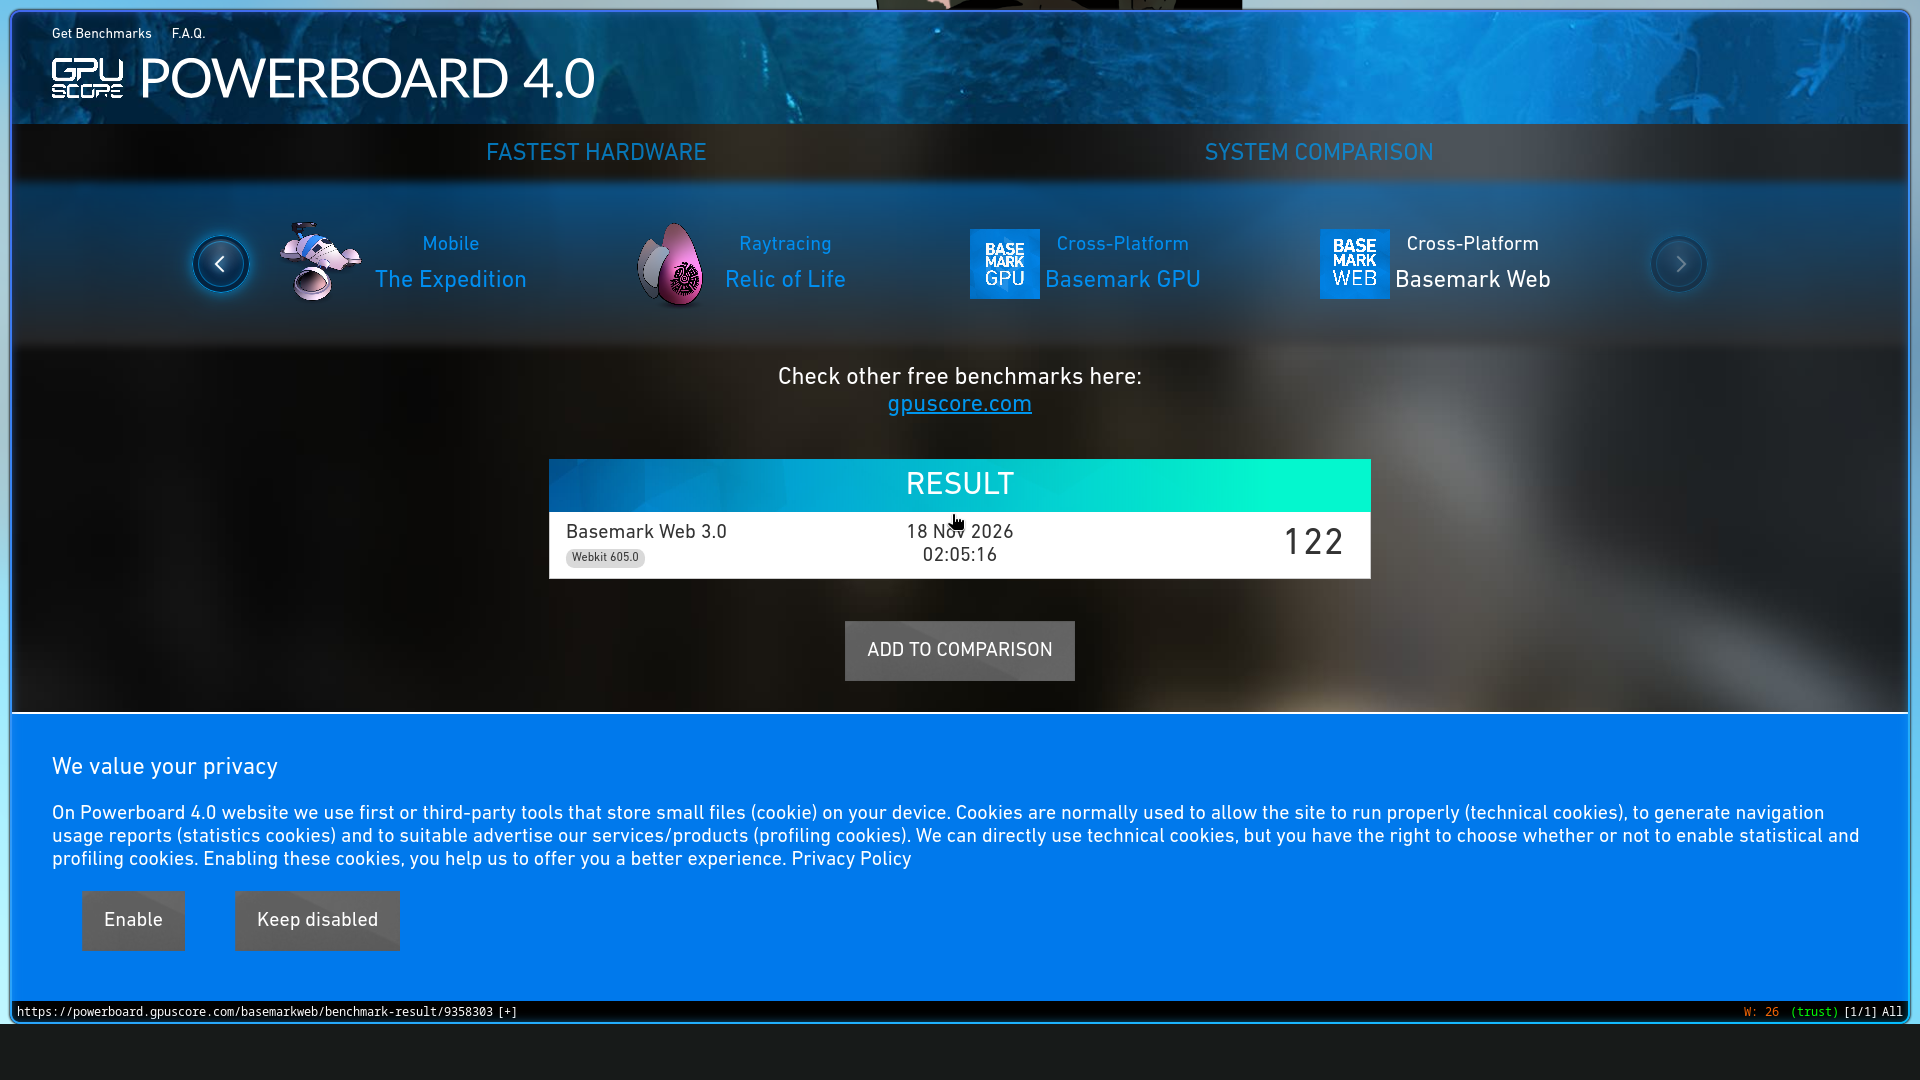 Get Benchmarks F.A.Q.
GPU SCORE POWERBOARD 4.0
FASTEST HARDWARE SYSTEM COMPARISON
Mobile
The Expedition
Raytracing
Relic of Life
BASE
MARK
GPU
Cross-Platform
Basemark GPU
BASE
MARK
WEB
Cross-Platform
Basemark Web
Check other free benchmarks here:
gpuscore.com
RESULT
Basemark Web 3.0
Webkit 605.0
18 Nov 2026
02:05:16
122
ADD TO COMPARISON
We value your privacy
On Powerboard 4.0 website we use first or third-party tools that store small files (cookie) on your device. Cookies are normally used to allow the site to run properly (technical cookies), to generate navigation
usage reports (statistics cookies) and to suitable advertise our services/products (profiling cookies). We can directly use technical cookies, but you have the right to choose whether or not to enable statistical and
profiling cookies. Enabling these cookies, you help us to offer you a better experience. Privacy Policy
Enable Keep disabled
https://powerboard.gpuscore.com/basemarkweb/benchmark-result/9358303 [+] W: 26 (trust) [1/1] All